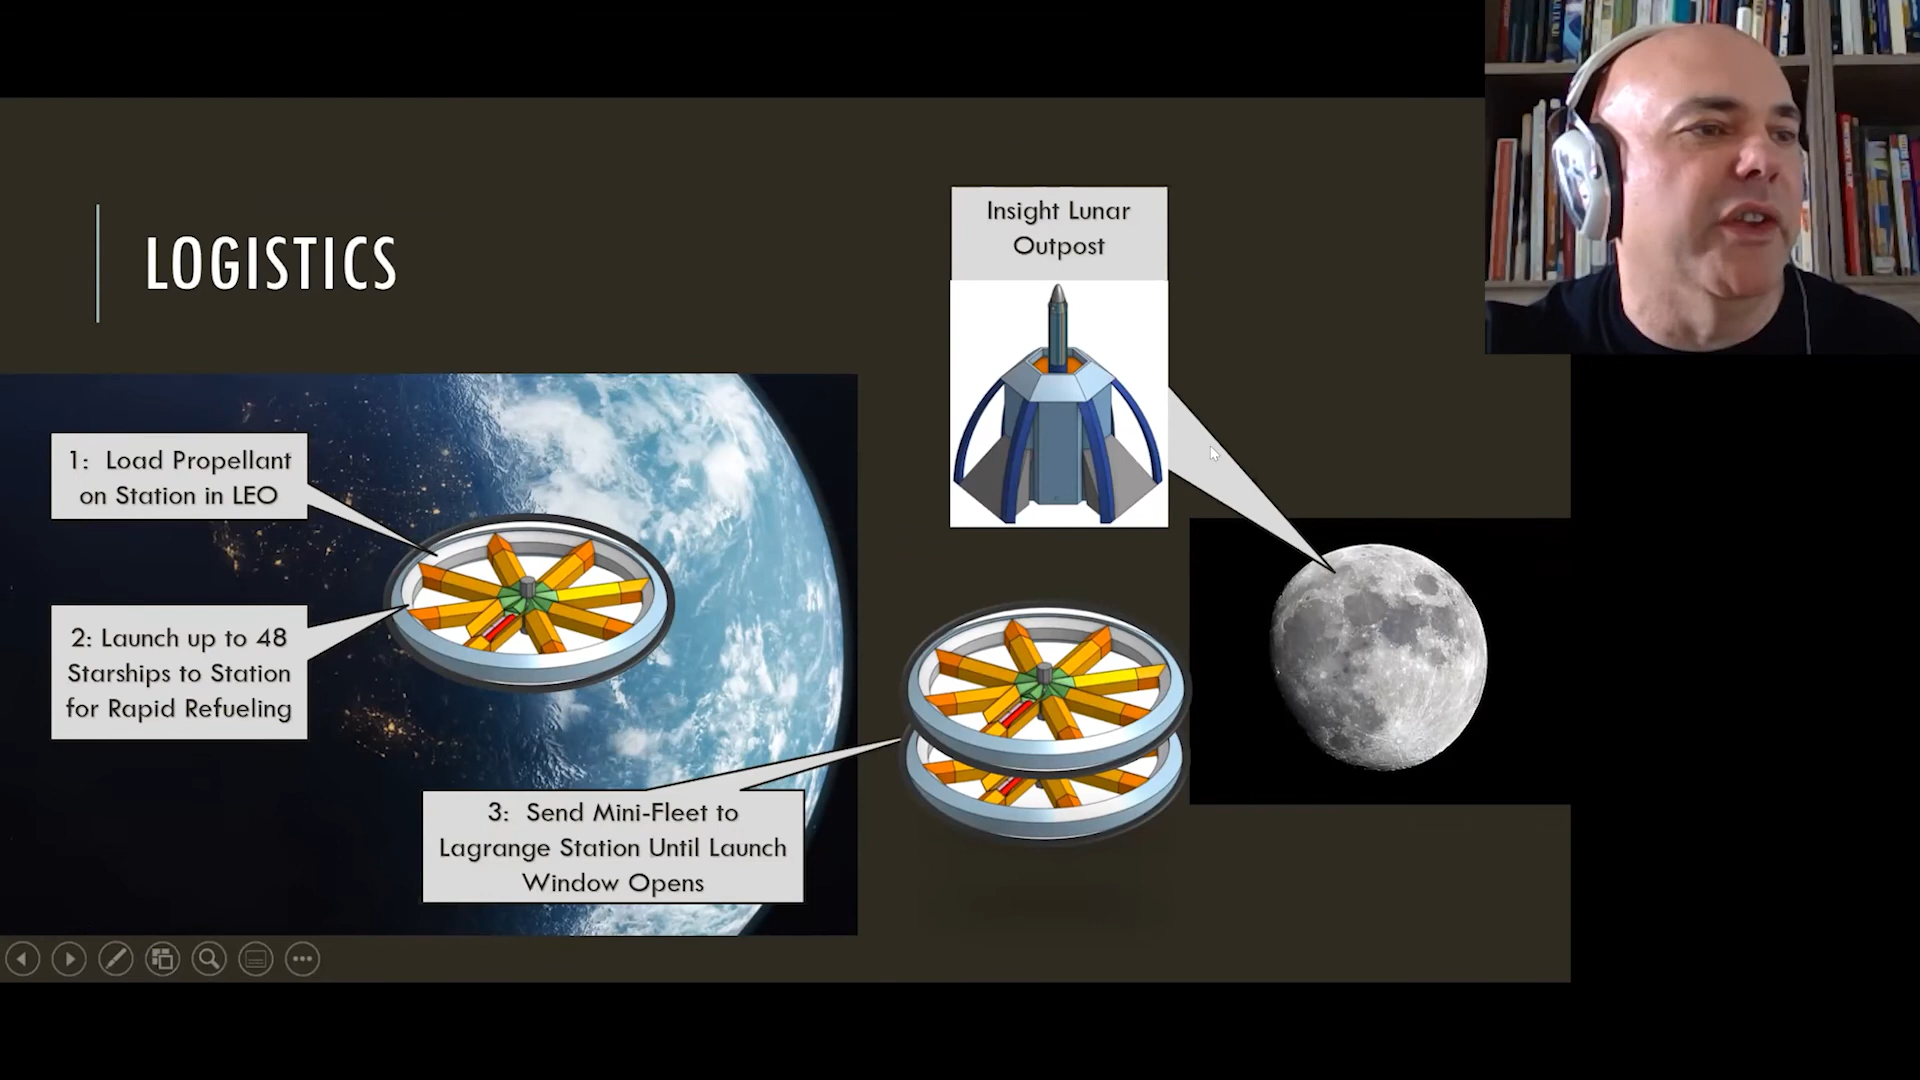 LOGISTICS
Insight Lunar
Outpost
1: Load Propellant
on Station in LEO
2: Launch up to 48
Starships to Station
for Rapid Refueling
3: Send Mini-Fleet to
Lagrange Station Until Launch
Window Opens